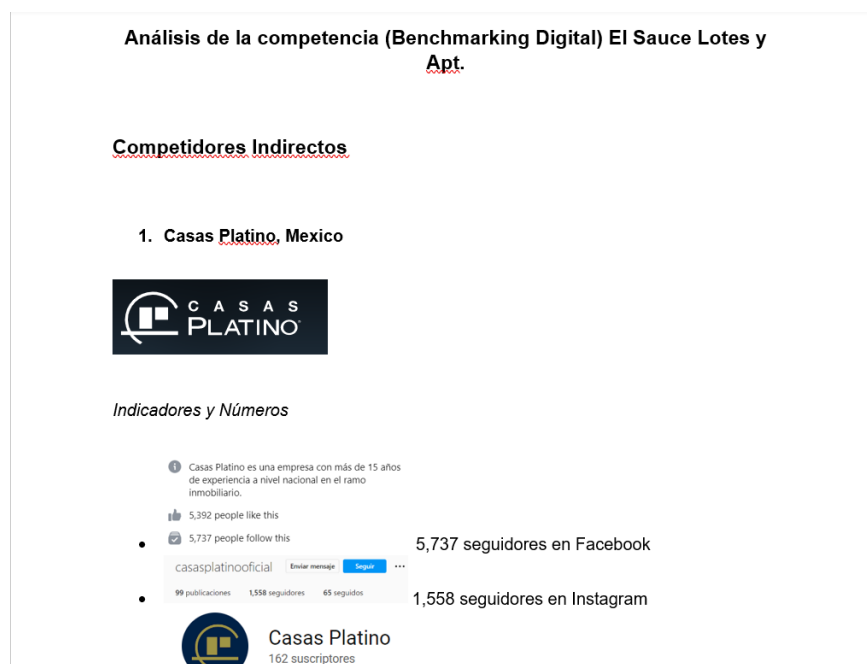 Análisis de la competencia (Benchmarking Digital) El Sauce Lotes y
Apt.
Competidores Indirectos
1. Casas Platino, Mexico
CASAS
PLATINO
Indicadores y Números
Casas Platino es una empresa con más de 15 años
de experiencia a nivel nacional en el ramo
inmobiliario.
5,392 people like this
5,737 people follow this
5,737 seguidores en Facebook
casasplatinooficial Enviar mensaje Seguir ...
99 publicaciones 1,558 seguidores 65 seguidos
1,558 seguidores en Instagram
Casas Platino
162 suscriptores